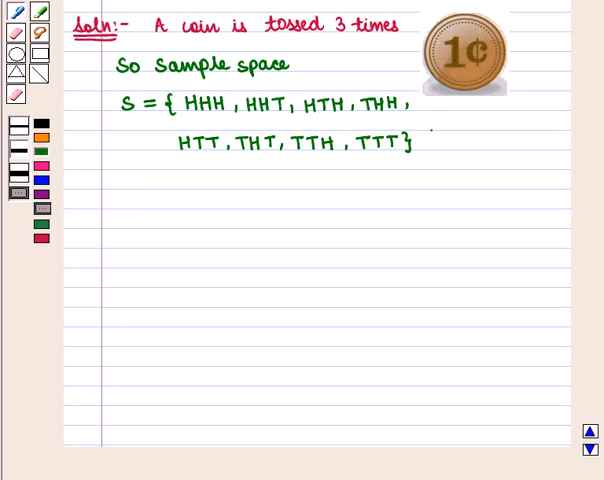 Soln:- A coin is tossed 3 times
1¢
So sample space
S = { HHH , HHT , HTH , THH ,
HTT , THT , TTH , TTT }